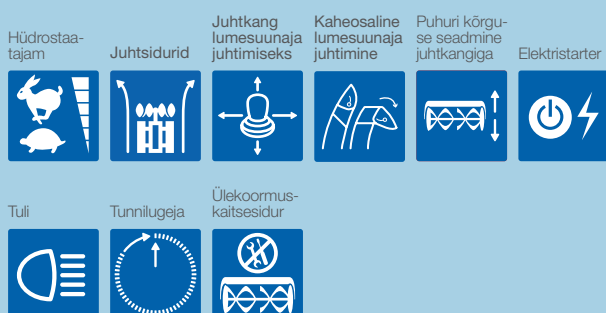 Hüdrostaa-
tajam
Juhtsidurid
Juhtkang
lumesuunaja
juhtimiseks
Kaheosaline
lumesuunaja
juhtimine
Puhuri kõrgu-
se seadmine
juhtkangiga
Elektristarter
Tuli
Tunnilugeja
Ülekoormus-
kaitsesidur